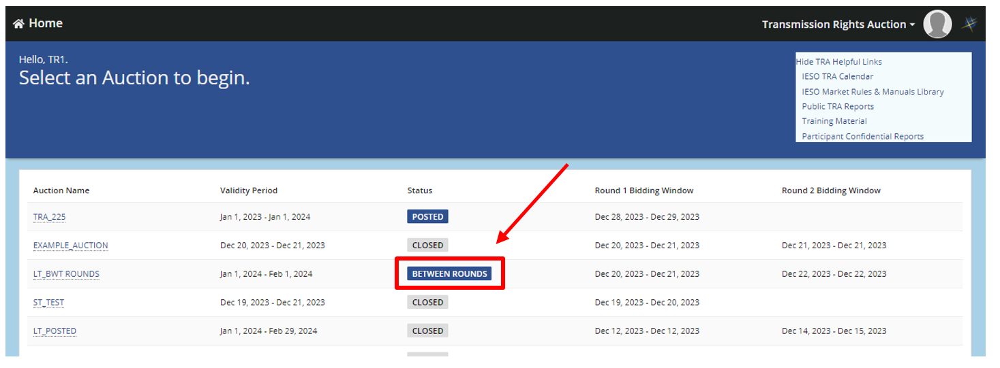 Home
Transmission Rights Auction
Hello, TR1.
Select an Auction to begin.
Hide TRA Helpful Links
IESO TRA Calendar
IESO Market Rules & Manuals Library
Public TRA Reports
Training Material
Participant Confidential Reports
Auction Name Validity Period Status Round 1 Bidding Window Round 2 Bidding Window
TRA_225 Jan 1, 2023 - Jan 1, 2024 POSTED Dec 28, 2023 - Dec 29, 2023
EXAMPLE_AUCTION Dec 20, 2023 - Dec 21, 2023 CLOSED Dec 20, 2023 - Dec 21, 2023 Dec 21, 2023 - Dec 21, 2023
LT_BWT ROUNDS Jan 1, 2024 - Feb 1, 2024 BETWEEN ROUNDS Dec 20, 2023 - Dec 21, 2023 Dec 22, 2023 - Dec 22, 2023
ST_TEST Dec 19, 2023 - Dec 21, 2023 CLOSED Dec 19, 2023 - Dec 20, 2023
LT_POSTED Jan 1, 2024 - Feb 29, 2024 CLOSED Dec 12, 2023 - Dec 12, 2023 Dec 14, 2023 - Dec 15, 2023